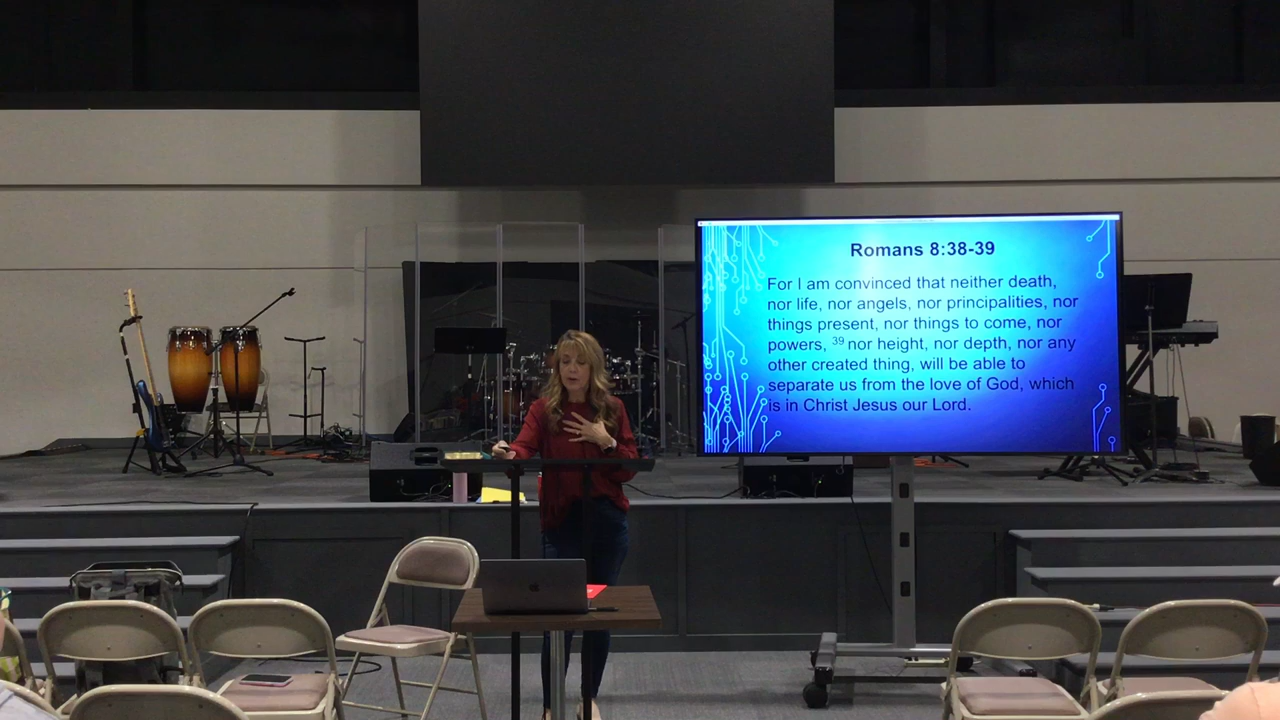 Romans 8:38-39
For I am convinced that neither death,
nor life, nor angels, nor principalities, nor
things present, nor things to come, nor
powers, ³⁹ nor height, nor depth, nor any
other created thing, will be able to
separate us from the love of God, which
is in Christ Jesus our Lord.